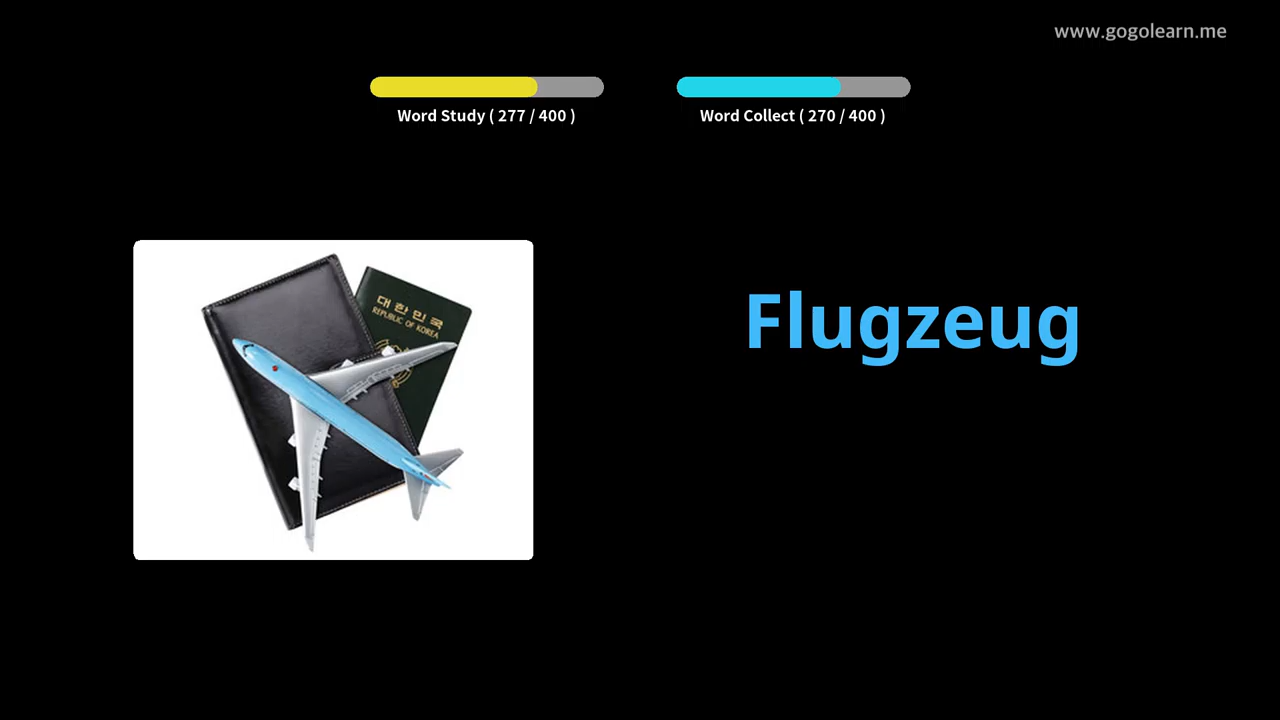 www.gogolearn.me
Word Study ( 277 / 400 )
Word Collect ( 270 / 400 )
대한민국
REPUBLIC OF KOREA
Flugzeug